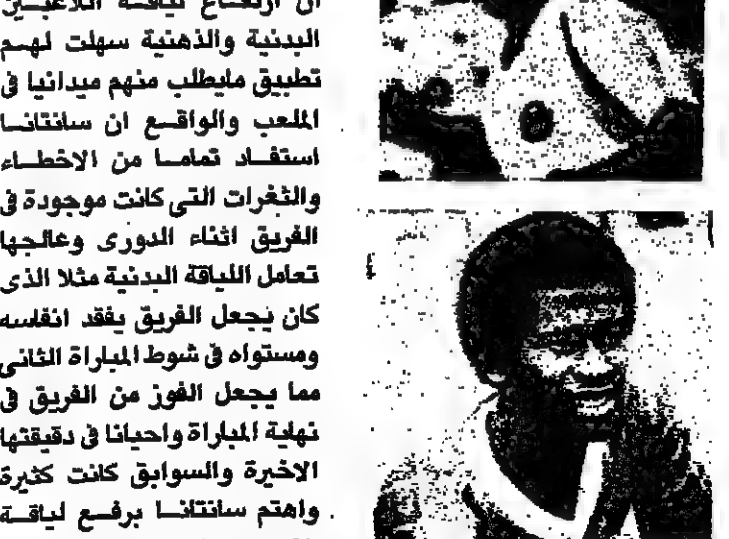 ان ارتفاع لياقة اللاعبين
البدنية والذهنية سهلت لهم
تطبيق مايطلب منهم ميدانيا في
الملعب والواقع ان سانتانا
استفاد تماما من الاخطاء
والثغرات التي كانت موجودة في
الفريق اثناء الدورى وعالجها
تعامل اللياقة البدنية مثلا الذى
كان يجعل الفريق يفقد انفاسه
ومستواه في شوط المباراة الثانى
مما يجعل الفوز من الفريق في
نهاية المباراة واحيانا في دقيقتها
الاخيرة والسوابق كانت كثيرة
واهتم سانتانا برفع لياقة